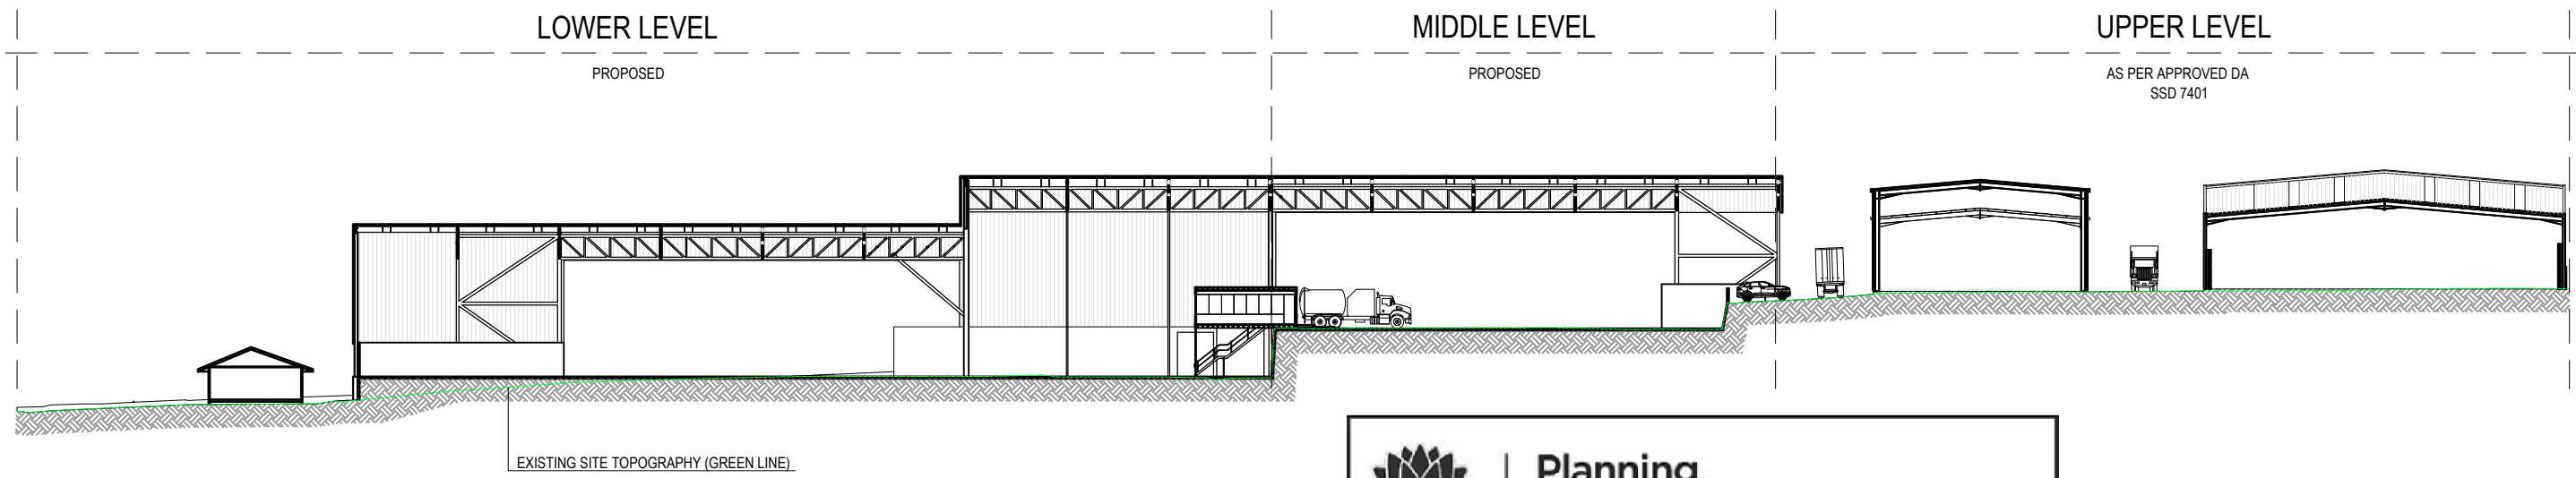 LOWER LEVEL
MIDDLE LEVEL
UPPER LEVEL
PROPOSED
PROPOSED
AS PER APPROVED DA
SSD 7401
EXISTING SITE TOPOGRAPHY (GREEN LINE)
Planning,